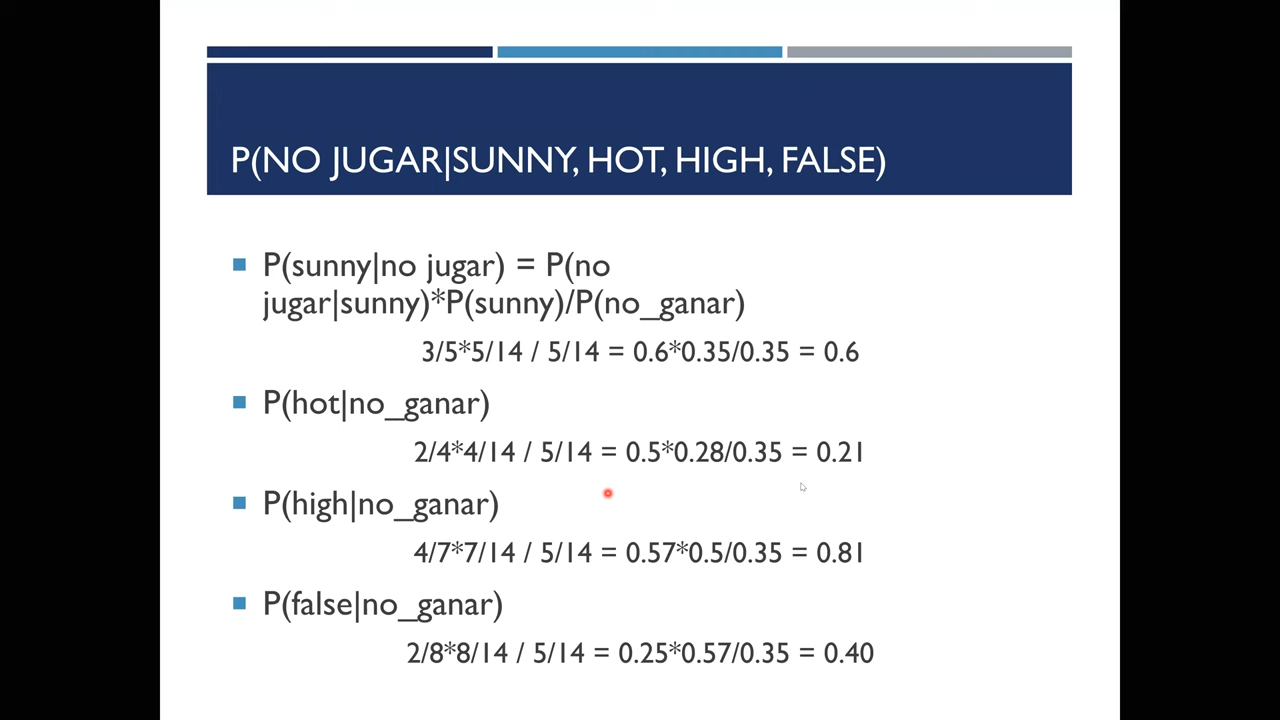 P(NO JUGAR|SUNNY, HOT, HIGH, FALSE)
P(sunny|no jugar) = P(no
jugar|sunny)*P(sunny)/P(no_ganar)
3/5*5/14 / 5/14 = 0.6*0.35/0.35 = 0.6
P(hot|no_ganar)
2/4*4/14 / 5/14 = 0.5*0.28/0.35 = 0.21
P(high|no_ganar)
4/7*7/14 / 5/14 = 0.57*0.5/0.35 = 0.81
P(false|no_ganar)
2/8*8/14 / 5/14 = 0.25*0.57/0.35 = 0.40